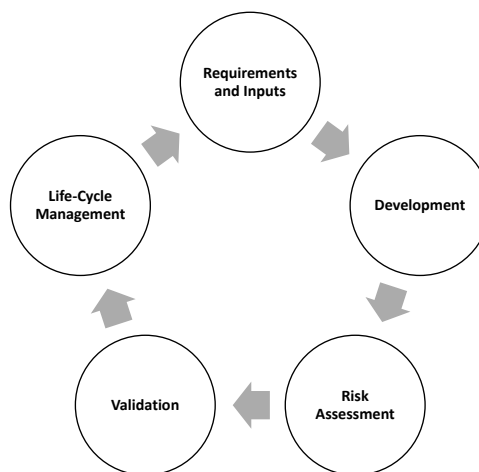 Requirements
and Inputs
Development
Risk
Assessment
Validation
Life-Cycle
Management